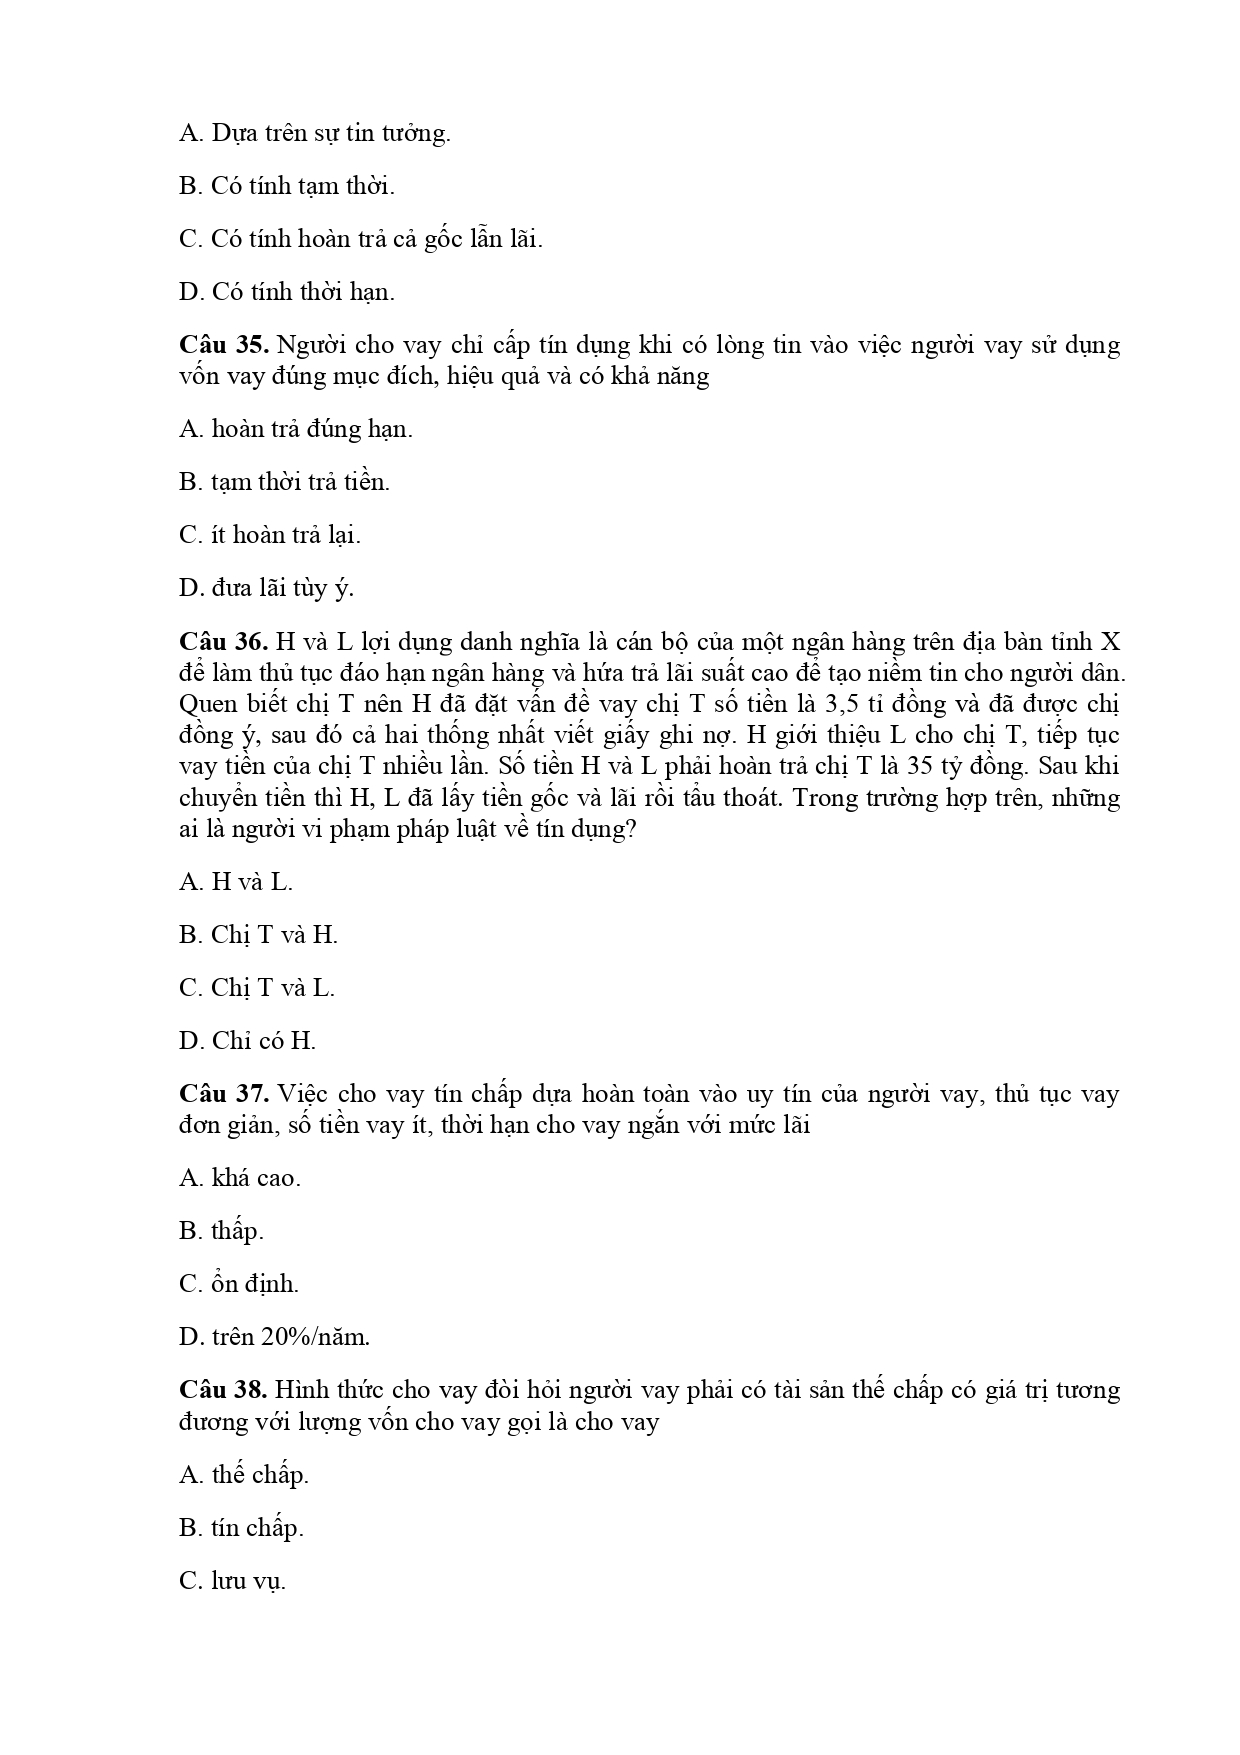 A. Dựa trên sự tin tưởng.
B. Có tính tạm thời.
C. Có tính hoàn trả cả gốc lẫn lãi.
D. Có tính thời hạn.
Câu 35. Người cho vay chỉ cấp tín dụng khi có lòng tin vào việc người vay sử dụng
vốn vay đúng mục đích, hiệu quả và có khả năng
A. hoàn trả đúng hạn.
B. tạm thời trả tiền.
C. ít hoàn trả lại.
D. đưa lãi tùy ý.
Câu 36. H và L lợi dụng danh nghĩa là cán bộ của một ngân hàng trên địa bàn tỉnh X
để làm thủ tục đáo hạn ngân hàng và hứa trả lãi suất cao để tạo niềm tin cho người dân.
Quen biết chị T nên H đã đặt vấn đề vay chị T số tiền là 3,5 tỉ đồng và đã được chị
đồng ý, sau đó cả hai thống nhất viết giấy ghi nợ. H giới thiệu L cho chị T, tiếp tục
vay tiền của chị T nhiều lần. Số tiền H và L phải hoàn trả chị T là 35 tỷ đồng. Sau khi
chuyển tiền thì H, L đã lấy tiền gốc và lãi rồi tẩu thoát. Trong trường hợp trên, những
ai là người vi phạm pháp luật về tín dụng?
A. H và L.
B. Chị T và H.
C. Chị T và L.
D. Chỉ có H.
Câu 37. Việc cho vay tín chấp dựa hoàn toàn vào uy tín của người vay, thủ tục vay
đơn giản, số tiền vay ít, thời hạn cho vay ngắn với mức lãi
A. khá cao.
B. thấp.
C. ổn định.
D. trên 20%/năm.
Câu 38. Hình thức cho vay đòi hỏi người vay phải có tài sản thế chấp có giá trị tương
đương với lượng vốn cho vay gọi là cho vay
A. thế chấp.
B. tín chấp.
C. lưu vụ.